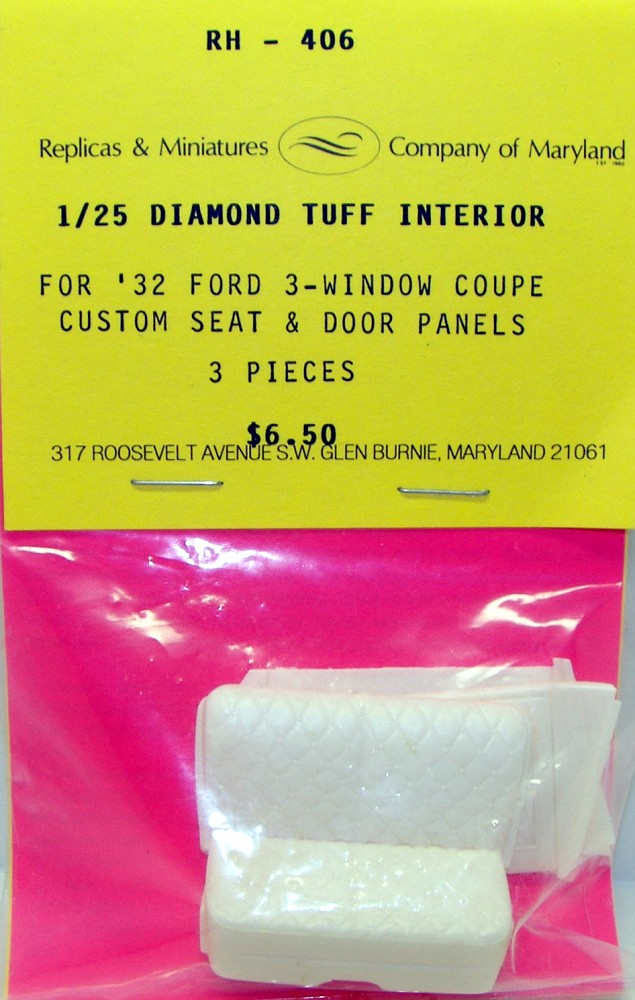 RH - 406
Replicas & Miniatures Company of Maryland
1/25 DIAMOND TUFF INTERIOR
FOR '32 FORD 3-WINDOW COUPE
CUSTOM SEAT & DOOR PANELS
3 PIECES
$6.50
317 ROOSEVELT AVENUE S.W. GLEN BURNIE, MARYLAND 21061